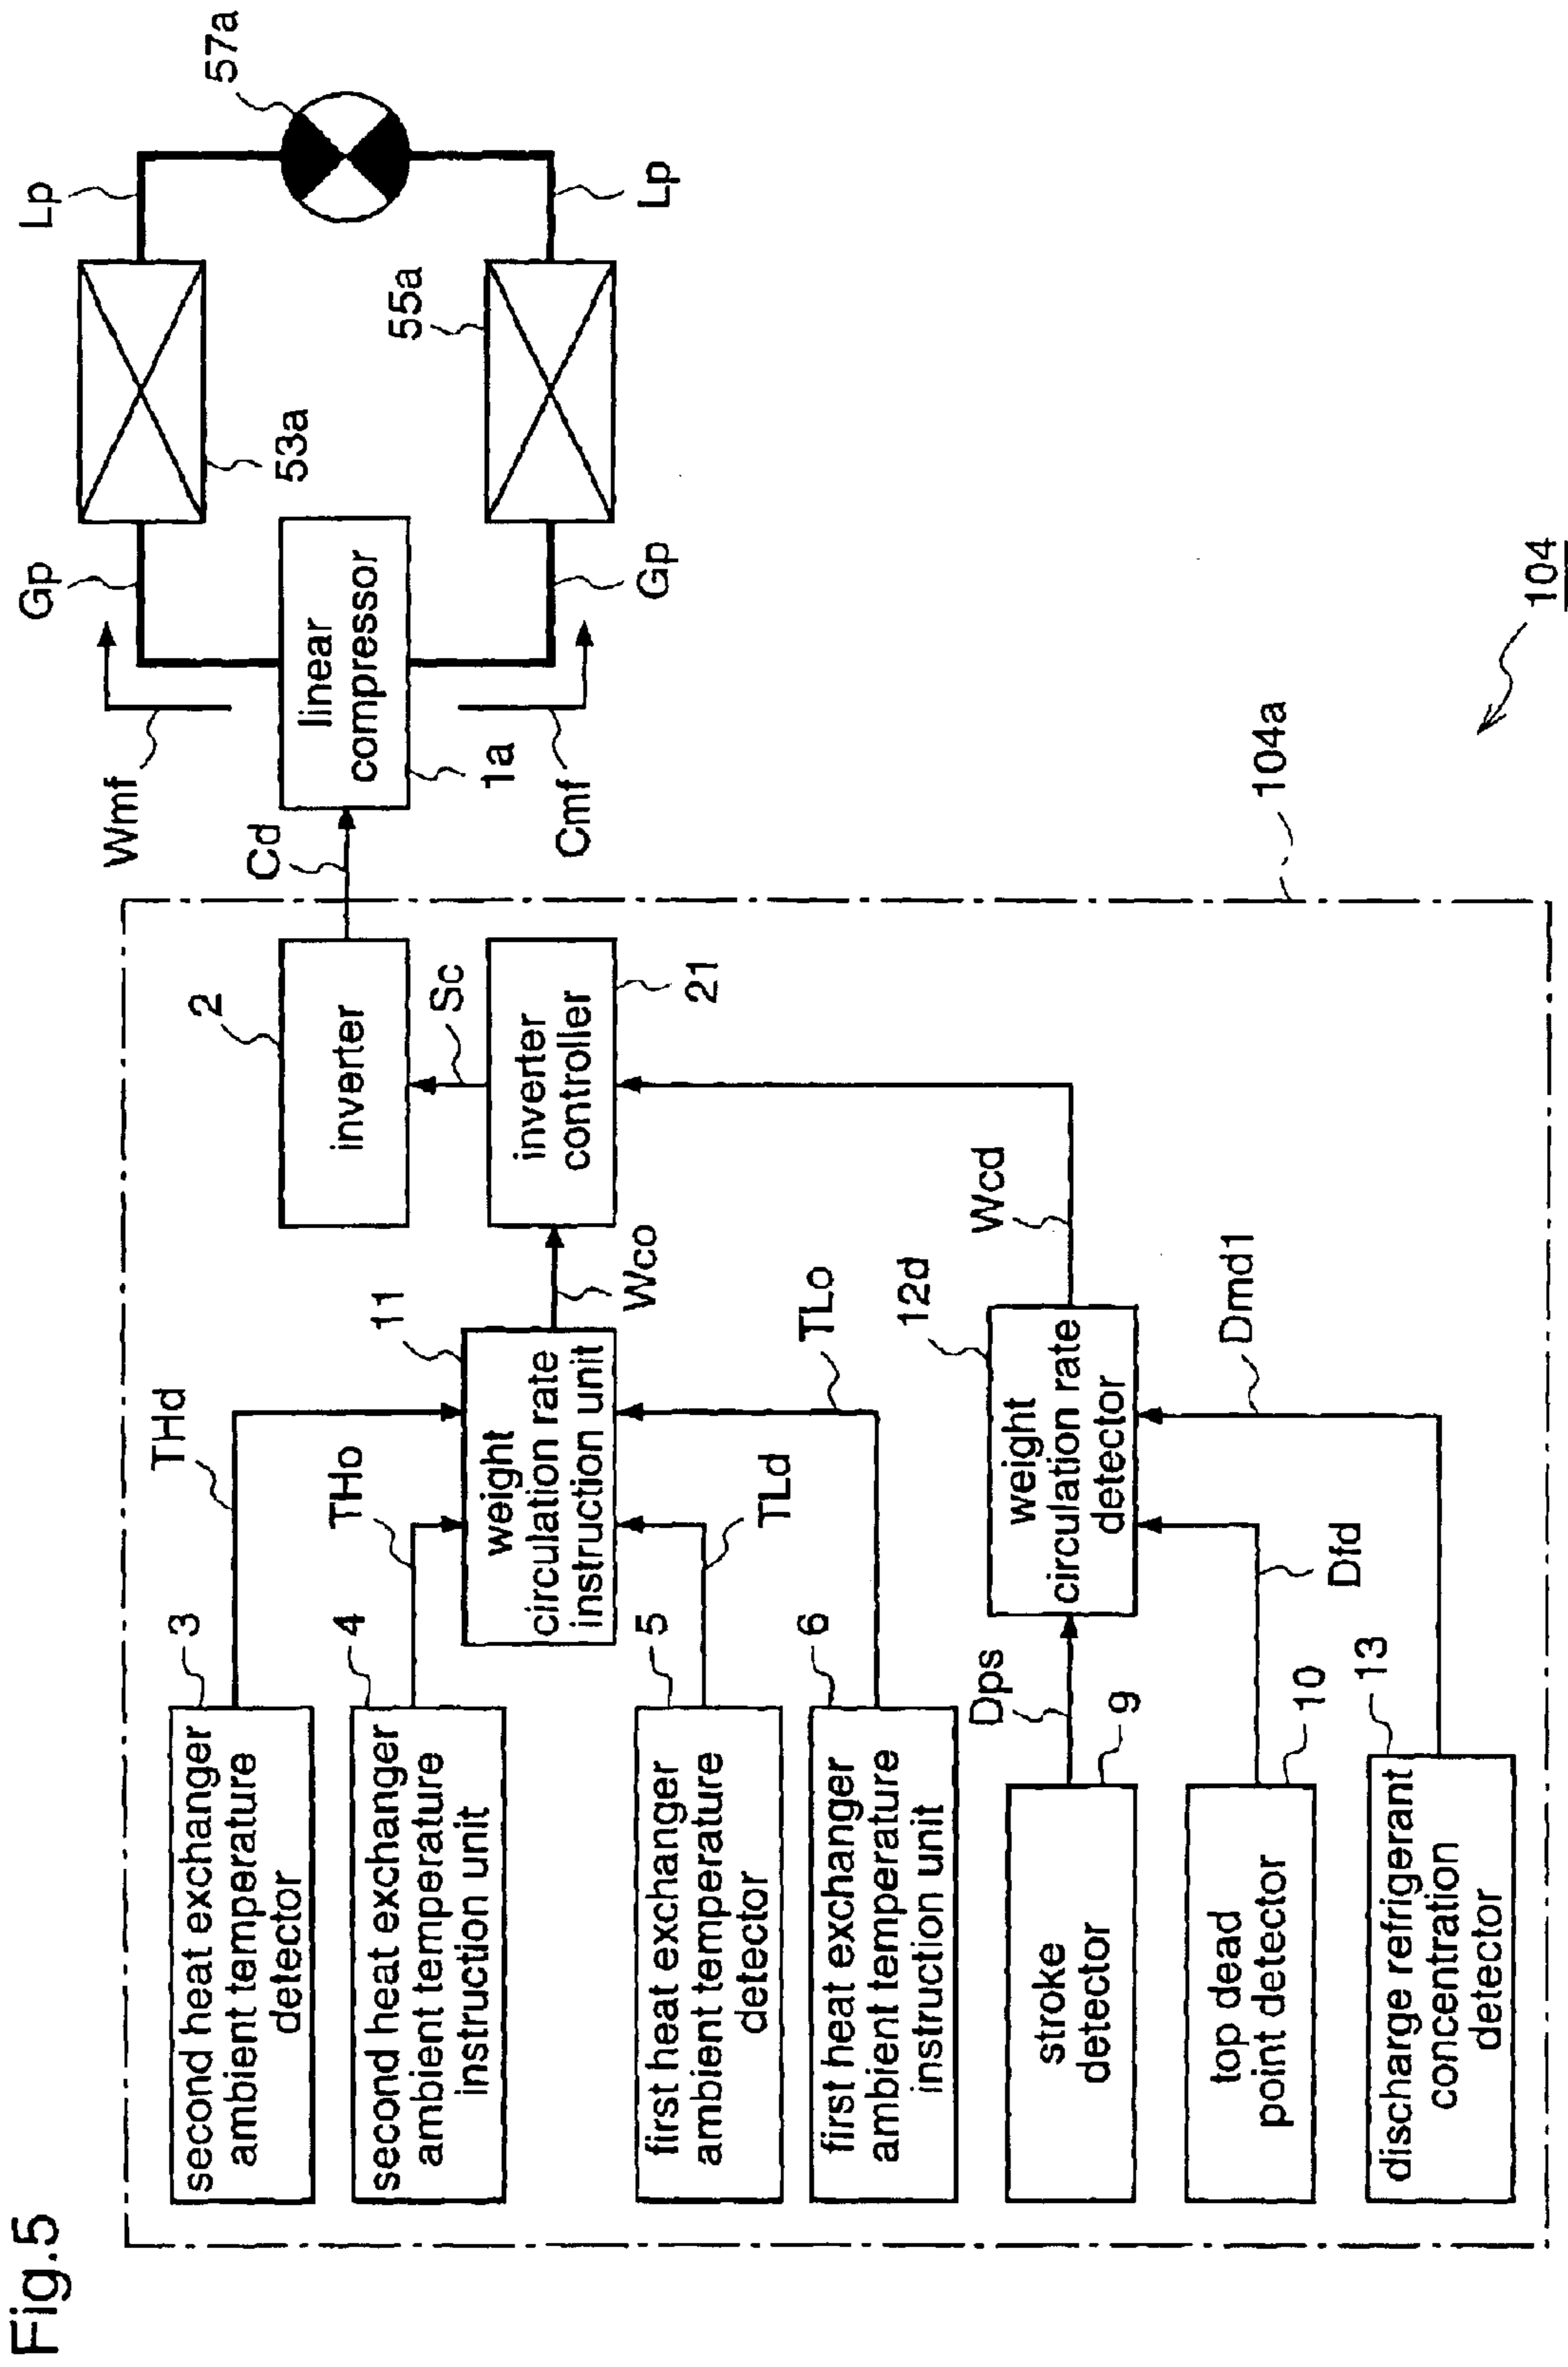 Fig.5
second heat exchanger
ambient temperature
detector
3
THd
second heat exchanger
ambient temperature
instruction unit
4
THo
first heat exchanger
ambient temperature
detector
5
TLd
first heat exchanger
ambient temperature
instruction unit
6
TLo
stroke
detector
9
Dps
top dead
point detector
10
Dfd
discharge refrigerant
concentration
detector
13
Dmd1
weight
circulation rate
instruction unit
11
Wco
weight
circulation rate
detector
12d
Wcd
inverter
2
Sc
inverter
controller
21
Cd
104a
104
linear
compressor
1a
Wmf
Cmf
Gp
Gp
53a
55a
Lp
Lp
57a